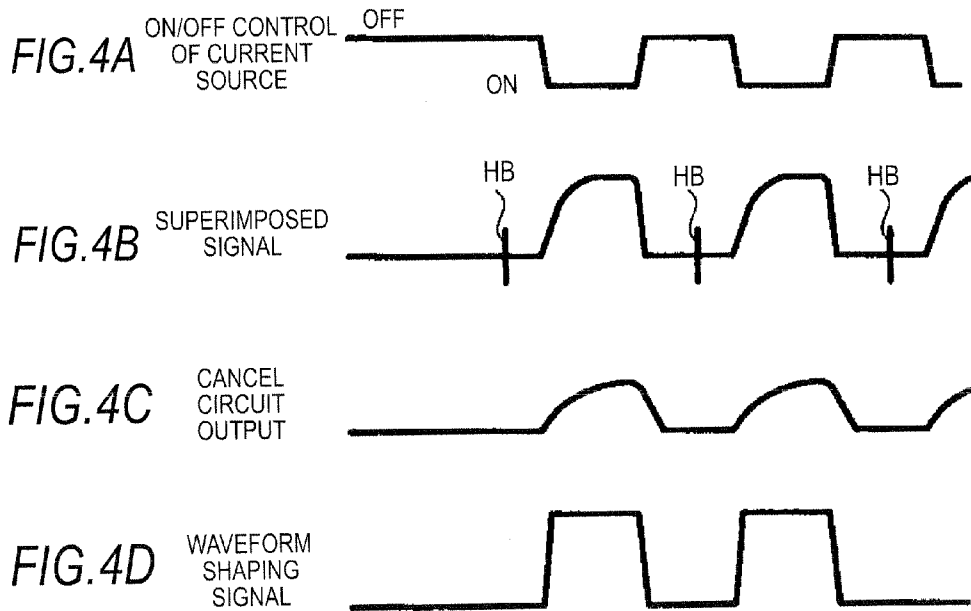 FIG.4A
ON/OFF CONTROL
OF CURRENT
SOURCE
OFF
ON
FIG.4B
SUPERIMPOSED
SIGNAL
HB
HB
HB
FIG.4C
CANCEL
CIRCUIT
OUTPUT
FIG.4D
WAVEFORM
SHAPING
SIGNAL